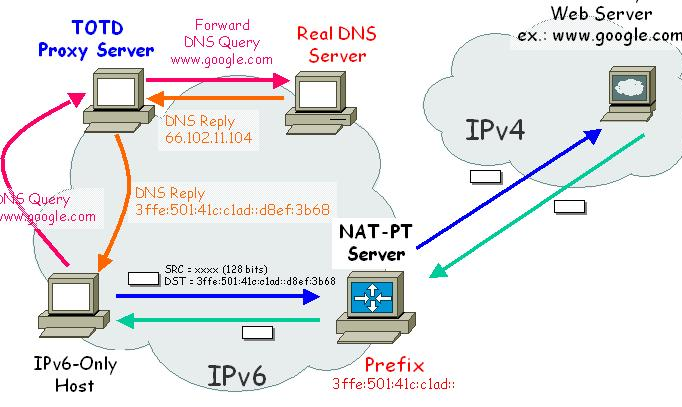 TOTD
Proxy Server
Forward
DNS Query
www.google.com
Real DNS
Server
Web Server
ex.: www.google.com
DNS Reply
66.102.11.104
IPv4
DNS Query
www.google.com
DNS Reply
3ffe:501:41c:c1ad::d8ef:3b68
NAT-PT
Server
SRC = xxxx (128 bits)
DST = 3ffe:501:41c:c1ad::d8ef:3b68
IPv6-Only
Host
IPv6
Prefix
3ffe:501:41c:c1ad::